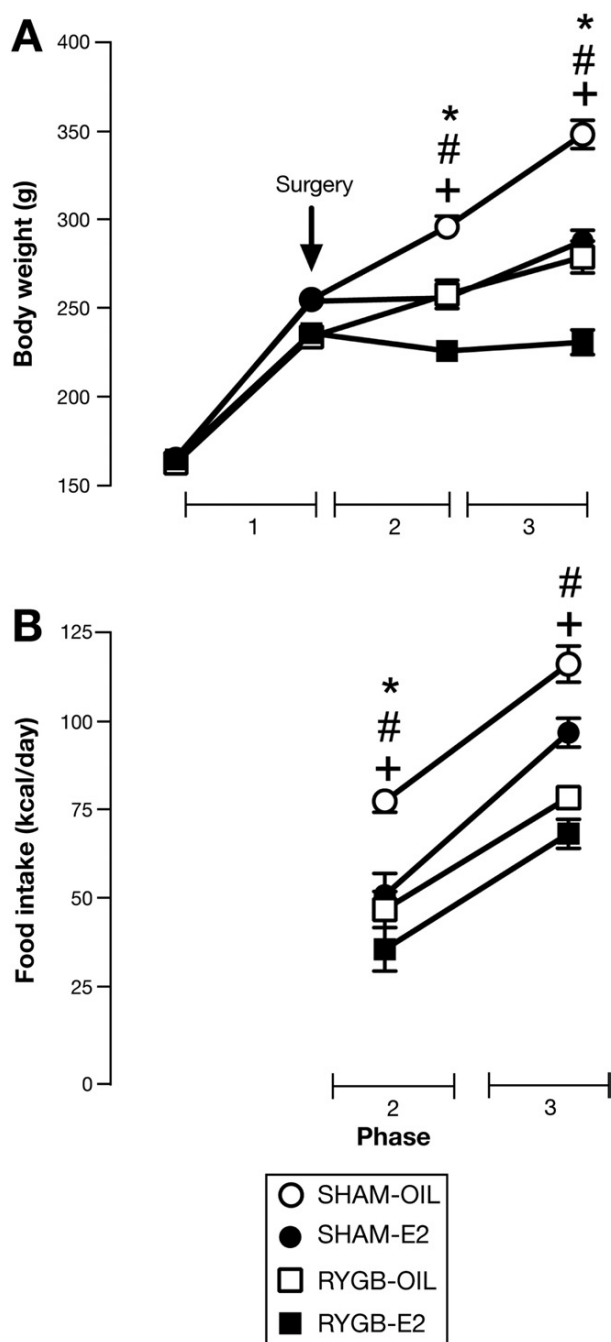 A
Body weight (g)
400
350
300
250
200
150
Surgery
*
#
+
*
#
+
1
2
3
B
Food intake (kcal/day)
125
100
75
50
25
0
*
#
+
#
+
2
3
Phase
SHAM-OIL
SHAM-E2
RYGB-OIL
RYGB-E2